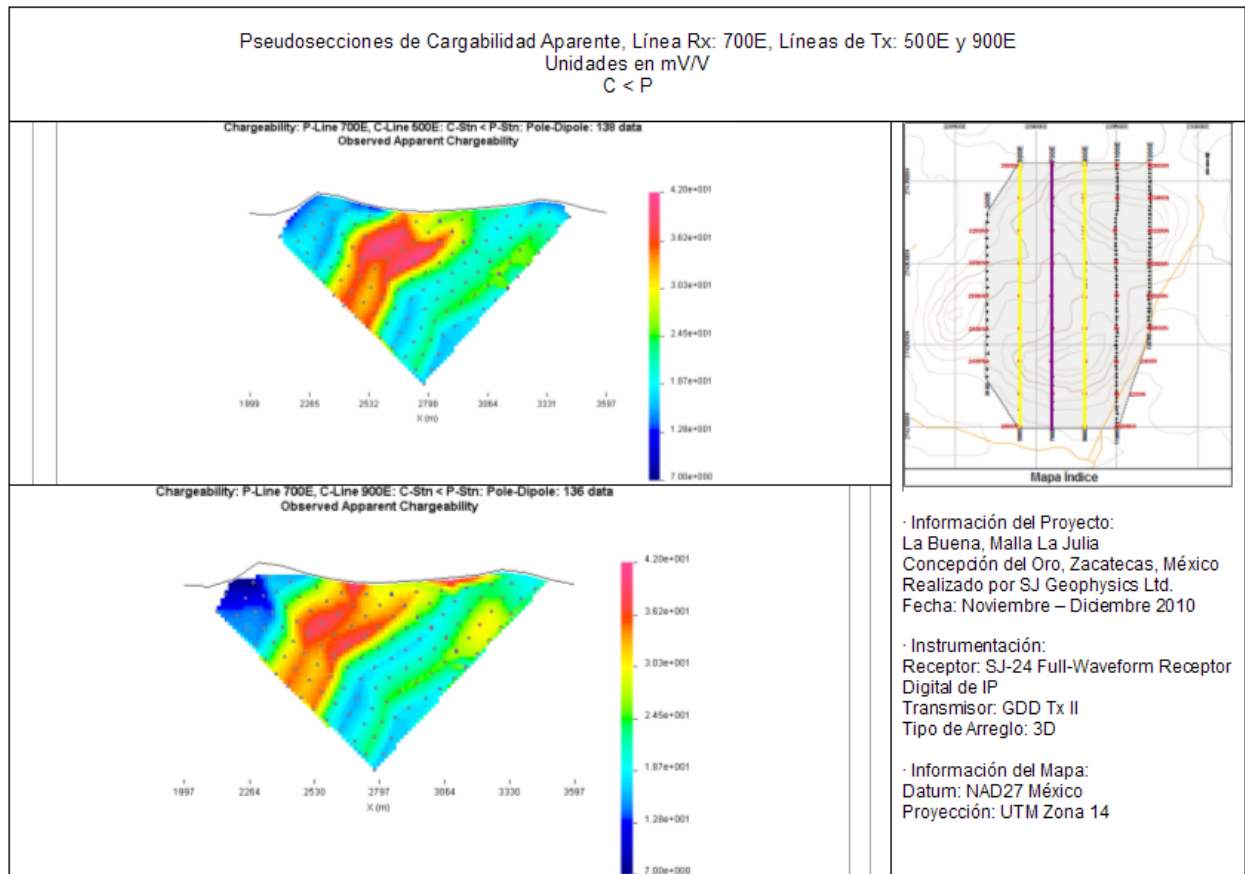 Pseudosecciones de Cargabilidad Aparente, Línea Rx: 700E, Líneas de Tx: 500E y 900E
Unidades en mV/V
C < P
Chargeability: P-Line 700E, C-Line 500E: C-Stn < P-Stn: Pole-Dipole: 138 data
Observed Apparent Chargeability
4.20e+001
3.62e+001
3.03e+001
2.45e+001
1.87e+001
1.28e+001
7.00e+000
1999 2265 2532 2798 3064 3331 3597
X (m)
Mapa Índice
Chargeability: P-Line 700E, C-Line 900E: C-Stn < P-Stn: Pole-Dipole: 136 data
Observed Apparent Chargeability
4.20e+001
3.62e+001
3.03e+001
2.45e+001
1.87e+001
1.28e+001
7.00e+000
1997 2264 2530 2797 3064 3330 3597
X (m)
· Información del Proyecto:
La Buena, Malla La Julia
Concepción del Oro, Zacatecas, México
Realizado por SJ Geophysics Ltd.
Fecha: Noviembre – Diciembre 2010
· Instrumentación:
Receptor: SJ-24 Full-Waveform Receptor
Digital de IP
Transmisor: GDD Tx II
Tipo de Arreglo: 3D
· Información del Mapa:
Datum: NAD27 México
Proyección: UTM Zona 14